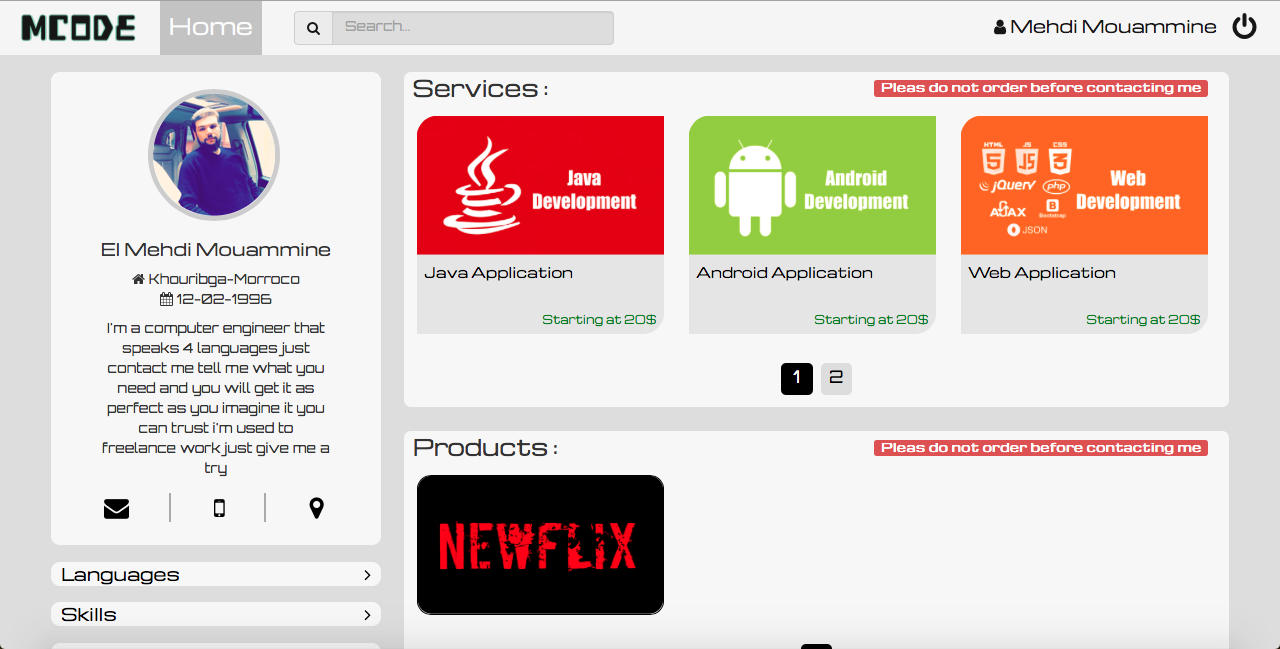 MCODE
Home
Search...
Mehdi Mouammine
El Mehdi Mouammine
Khouribga-Morroco
12-02-1996
I'm a computer engineer that
speaks 4 languages just
contact me tell me what you
need and you will get it as
perfect as you imagine it you
can trust i'm used to
freelance work just give me a
try
Languages
Skills
Services :
Pleas do not order before contacting me
Java
Development
Java Application
Starting at 20$
Android
Development
Android Application
Starting at 20$
HTML JS CSS
5 JS 3
jQuery php
AJAX B
Bootstrap
JSON
Web
Development
Web Application
Starting at 20$
1 2
Products :
Pleas do not order before contacting me
NEWFLIX